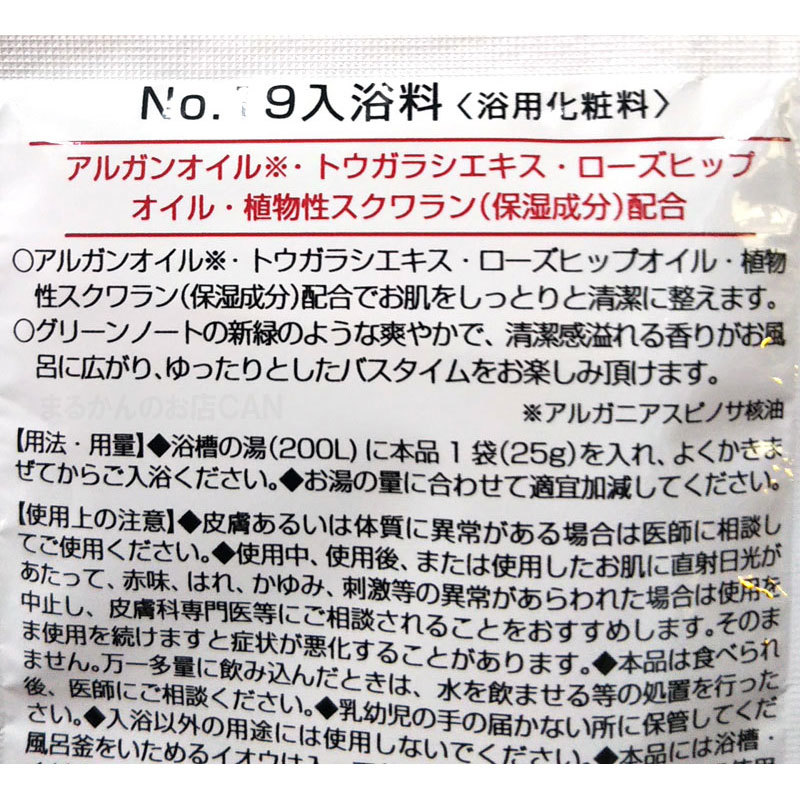 No.19入浴料〈浴用化粧料〉
アルガンオイル※・トウガラシエキス・ローズヒップ
オイル・植物性スクワラン(保湿成分)配合
○アルガンオイル※・トウガラシエキス・ローズヒップオイル・植物
性スクワラン(保湿成分)配合でお肌をしっとりと清潔に整えます。
○グリーンノートの新緑のような爽やかで、清潔感溢れる香りがお風
呂に広がり、ゆったりとしたバスタイムをお楽しみ頂けます。
まるかんのお店CAN
※アルガニアスピノサ核油
【用法・用量】◆浴槽の湯(200L)に本品1袋(25g)を入れ、よくかきま
ぜてからご入浴ください。◆お湯の量に合わせて適宜加減してください。
【使用上の注意】◆皮膚あるいは体質に異常がある場合は医師に相談し
てご使用ください。◆使用中、使用後、または使用したお肌に直射日光が
あたって、赤味、はれ、かゆみ、刺激等の異常があらわれた場合は使用を
中止し、皮膚科専門医等にご相談されることをおすすめします。そのま
ま使用を続けますと症状が悪化することがあります。◆本品は食べられ
ません。万一多量に飲み込んだときは、水を飲ませる等の処置を行った
後、医師にご相談ください。◆乳幼児の手の届かない所に保管してくだ
さい。◆入浴以外の用途には使用しないでください。◆本品には浴槽・
風呂釜をいためるイオウは入